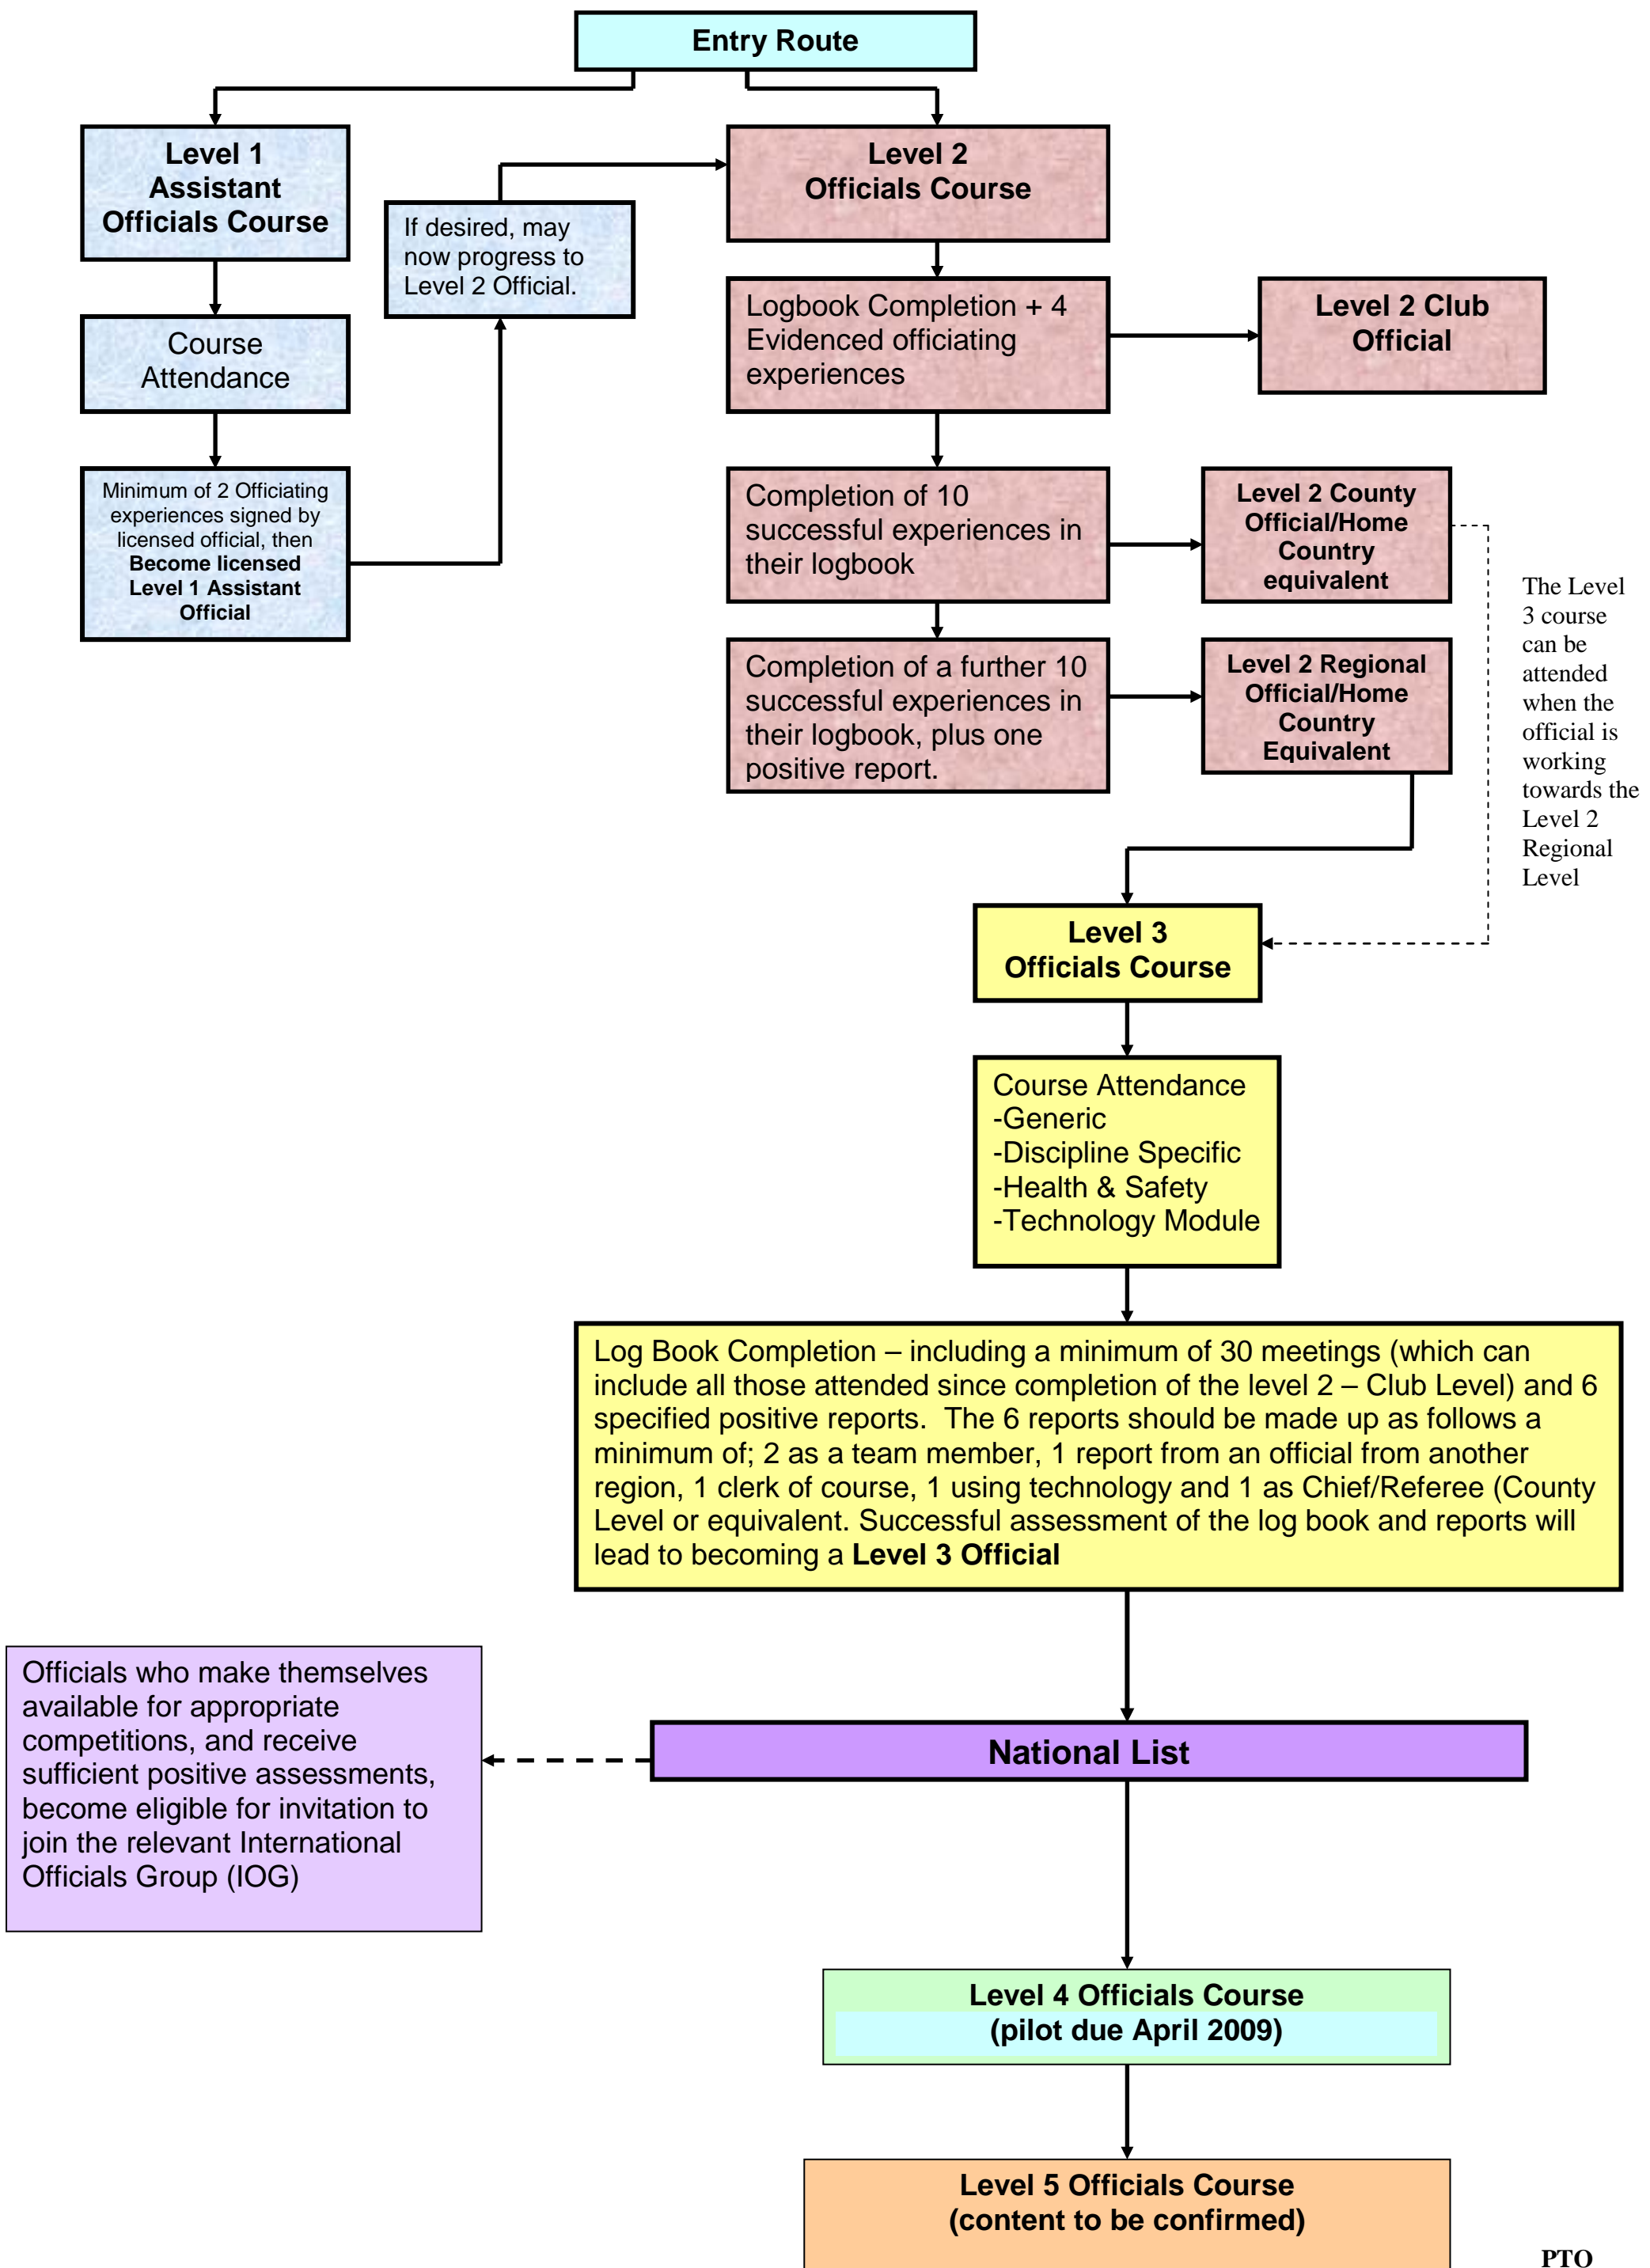 Entry Route
Level 1
Assistant
Officials Course
Course
Attendance
Minimum of 2 Officiating
experiences signed by
licensed official, then
Become licensed
Level 1 Assistant
Official
If desired, may
now progress to
Level 2 Official.
Level 2
Officials Course
Logbook Completion + 4
Evidenced officiating
experiences
Level 2 Club
Official
Completion of 10
successful experiences in
their logbook
Level 2 County
Official/Home
Country
equivalent
Completion of a further 10
successful experiences in
their logbook, plus one
positive report.
Level 2 Regional
Official/Home
Country
Equivalent
The Level
3 course
can be
attended
when the
official is
working
towards the
Level 2
Regional
Level
Level 3
Officials Course
Course Attendance
-Generic
-Discipline Specific
-Health & Safety
-Technology Module
Log Book Completion – including a minimum of 30 meetings (which can
include all those attended since completion of the level 2 – Club Level) and 6
specified positive reports.  The 6 reports should be made up as follows a
minimum of; 2 as a team member, 1 report from an official from another
region, 1 clerk of course, 1 using technology and 1 as Chief/Referee (County
Level or equivalent. Successful assessment of the log book and reports will
lead to becoming a Level 3 Official
National List
Officials who make themselves
available for appropriate
competitions, and receive
sufficient positive assessments,
become eligible for invitation to
join the relevant International
Officials Group (IOG)
Level 4 Officials Course
(pilot due April 2009)
Level 5 Officials Course
(content to be confirmed)
PTO